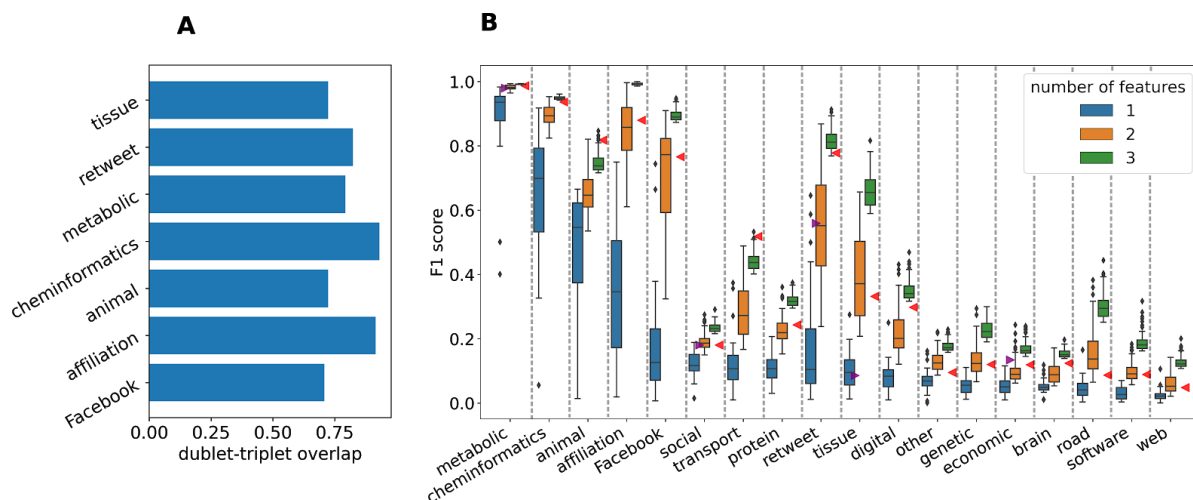 A
tissue
retweet
metabolic
cheminformatics
animal
affiliation
Facebook
0.00 0.25 0.50 0.75
dublet-triplet overlap
B
F1 score
1.0
0.8
0.6
0.4
0.2
0.0
number of features
1
2
3
metabolic
cheminformatics
animal
affiliation
Facebook
social
transport
protein
retweet
tissue
digital
other
genetic
economic
brain
road
software
web